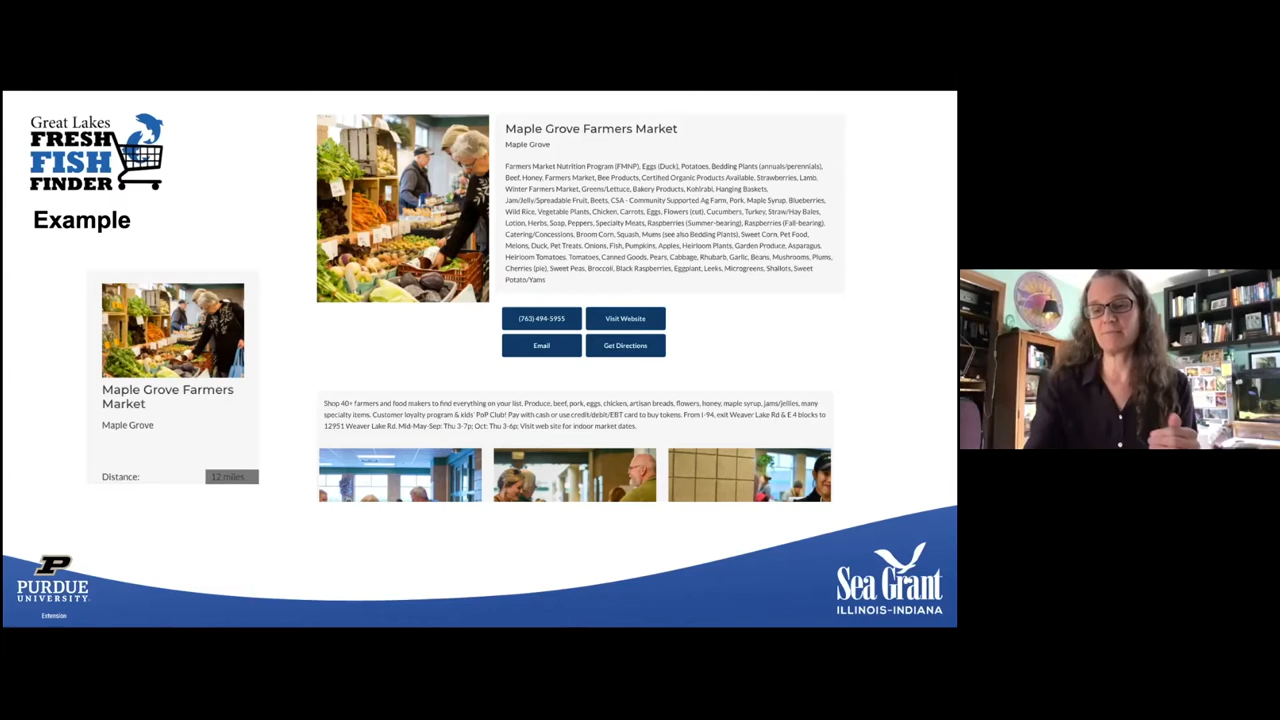 Great Lakes
FRESH
FISH
FINDER
Example
Maple Grove Farmers
Market
Maple Grove
Distance:
12 miles
Maple Grove Farmers Market
Maple Grove
Farmers Market Nutrition Program (FMNP), Eggs (Duck), Potatoes, Bedding Plants (annuals/perennials),
Beef, Honey, Farmers Market, Bee Products, Certified Organic Products Available, Strawberries, Lamb,
Winter Farmers Market, Greens/Lettuce, Bakery Products, Kohlrabi, Hanging Baskets,
Jam/Jelly/Spreadable Fruit, Beets, CSA - Community Supported Ag Farm, Pork, Maple Syrup, Blueberries,
Wild Rice, Vegetable Plants, Chicken, Carrots, Eggs, Flowers (cut), Cucumbers, Turkey, Straw/Hay Bales,
Lotion, Herbs, Soap, Peppers, Specialty Meats, Raspberries (Summer-bearing), Raspberries (Fall-bearing),
Catering/Concessions, Broom Corn, Squash, Mums (see also Bedding Plants), Sweet Corn, Pet Food,
Melons, Duck, Pet Treats, Onions, Fish, Pumpkins, Apples, Heirloom Plants, Garden Produce, Asparagus,
Heirloom Tomatoes, Tomatoes, Canned Goods, Pears, Cabbage, Rhubarb, Garlic, Beans, Mushrooms, Plums,
Cherries (pie), Sweet Peas, Broccoli, Black Raspberries, Eggplant, Leeks, Microgreens, Shallots, Sweet
Potato/Yams
(763) 494-5955
Visit Website
Email
Get Directions
Shop 40+ farmers and food makers to find everything on your list. Produce, beef, pork, eggs, chicken, artisan breads, flowers, honey, maple syrup, jams/jellies, many
specialty items. Customer loyalty program & kids' PoP Club! Pay with cash or use credit/debit/EBT card to buy tokens. From I-94, exit Weaver Lake Rd & E 4 blocks to
12951 Weaver Lake Rd. Mid-May-Sep: Thu 3-7p; Oct: Thu 3-6p; Visit web site for indoor market dates.
P
PURDUE
UNIVERSITY
Extension
Sea Grant
ILLINOIS-INDIANA